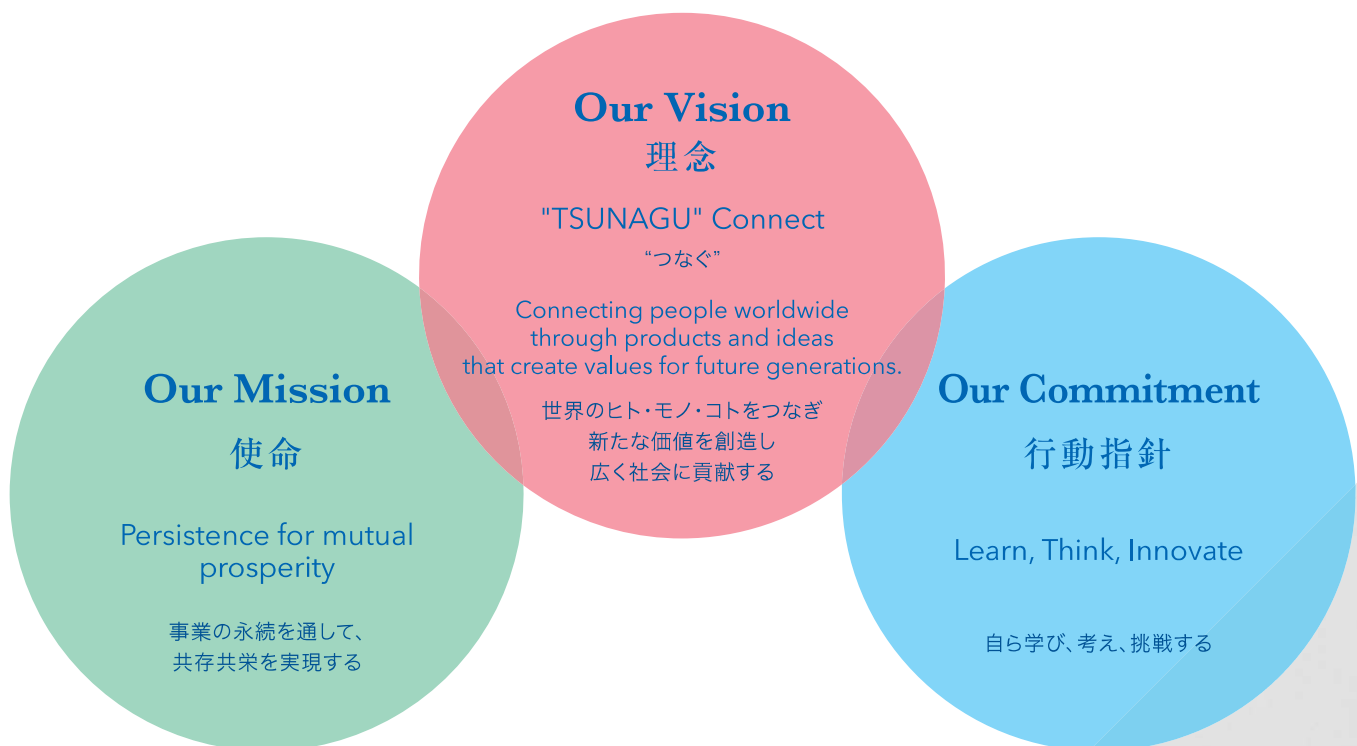 Our Vision
理念
"TSUNAGU" Connect
“つなぐ”
Connecting people worldwide
through products and ideas
that create values for future generations.
世界のヒト・モノ・コトをつなぎ
新たな価値を創造し
広く社会に貢献する
Our Mission
使命
Persistence for mutual
prosperity
事業の永続を通して、
共存共栄を実現する
Our Commitment
行動指針
Learn, Think, Innovate
自ら学び、考え、挑戦する